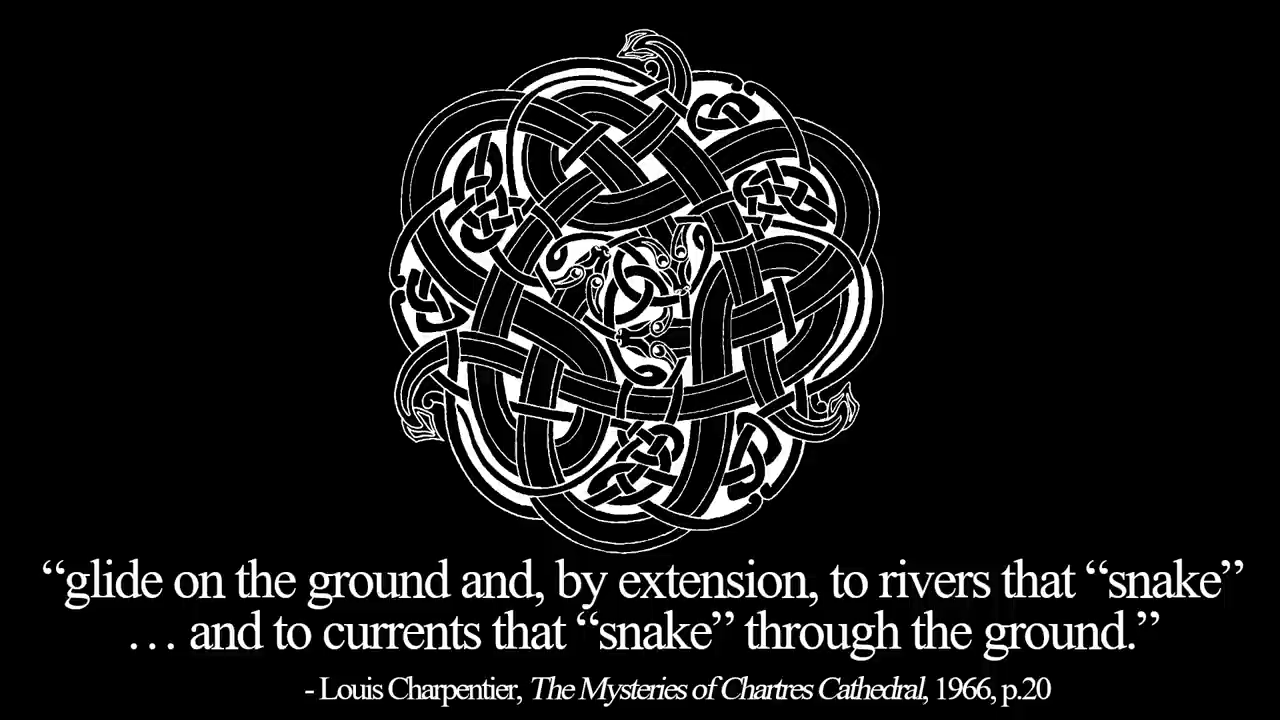 “glide on the ground and, by extension, to rivers that “snake”
… and to currents that “snake” through the ground.”
- Louis Charpentier, The Mysteries of Chartres Cathedral, 1966, p.20